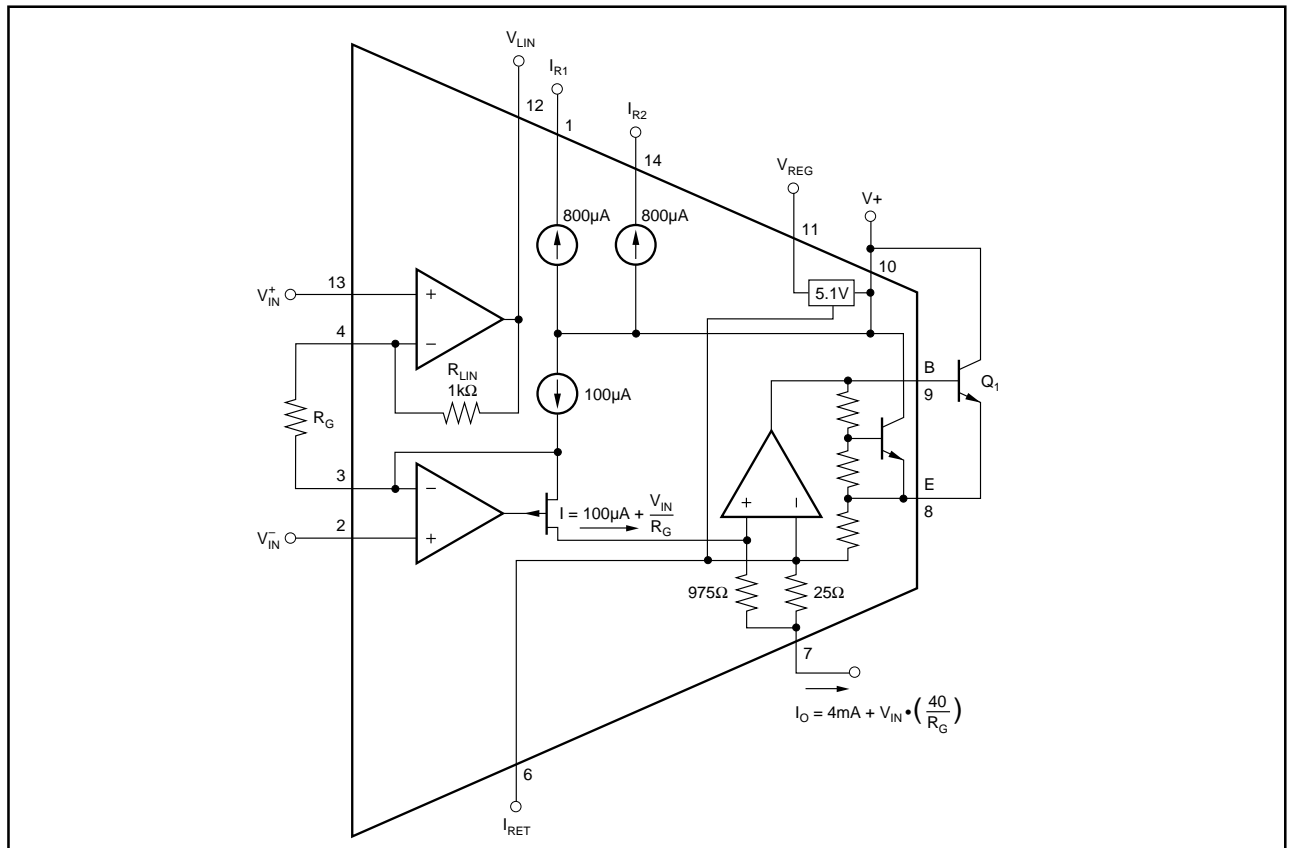 V_LIN
I_R1
12
1
I_R2
14
V_REG
V+
11
10
800µA
800µA
5.1V
V_IN^+
13
+
4
−
R_LIN
1kΩ
100µA
R_G
B
9
Q_1
3
−
V_IN^−
2
+
I = 100µA + V_IN/R_G
+
−
E
8
975Ω
25Ω
7
I_O = 4mA + V_IN • (40/R_G)
6
I_RET